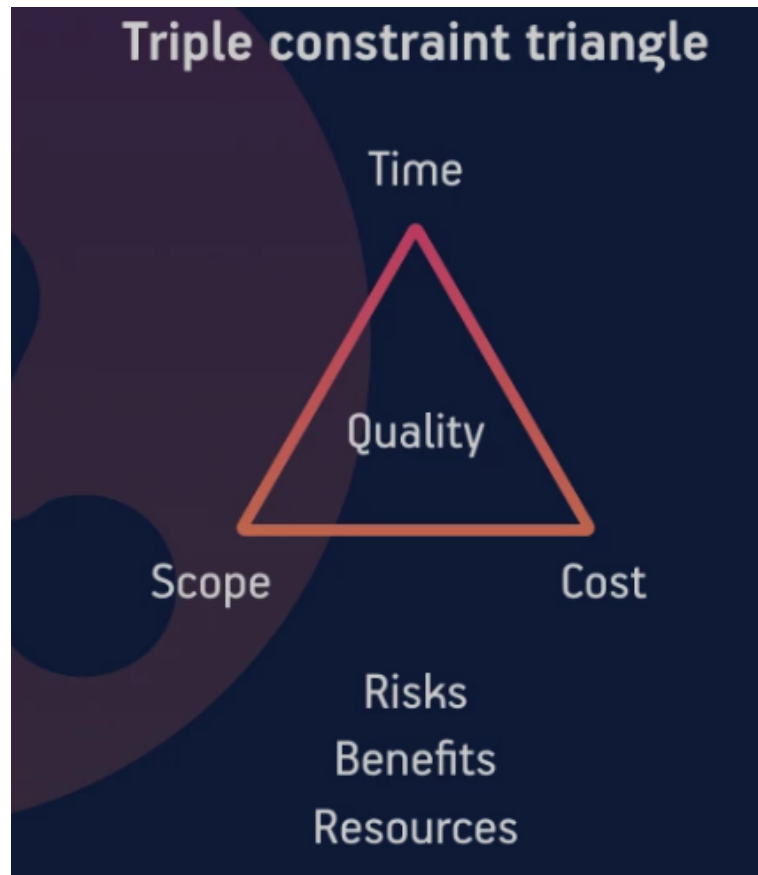 Triple constraint triangle
Time
Quality
Scope Cost
Risks
Benefits
Resources